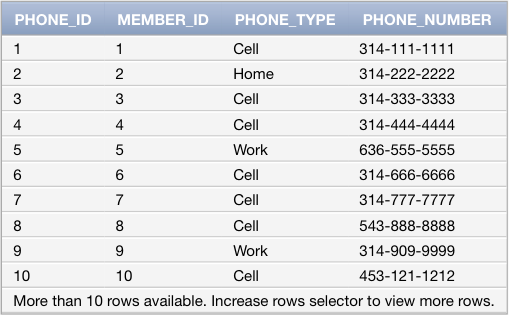 PHONE_ID MEMBER_ID PHONE_TYPE PHONE_NUMBER
1 1 Cell 314-111-1111
2 2 Home 314-222-2222
3 3 Cell 314-333-3333
4 4 Cell 314-444-4444
5 5 Work 636-555-5555
6 6 Cell 314-666-6666
7 7 Cell 314-777-7777
8 8 Cell 543-888-8888
9 9 Work 314-909-9999
10 10 Cell 453-121-1212
More than 10 rows available. Increase rows selector to view more rows.